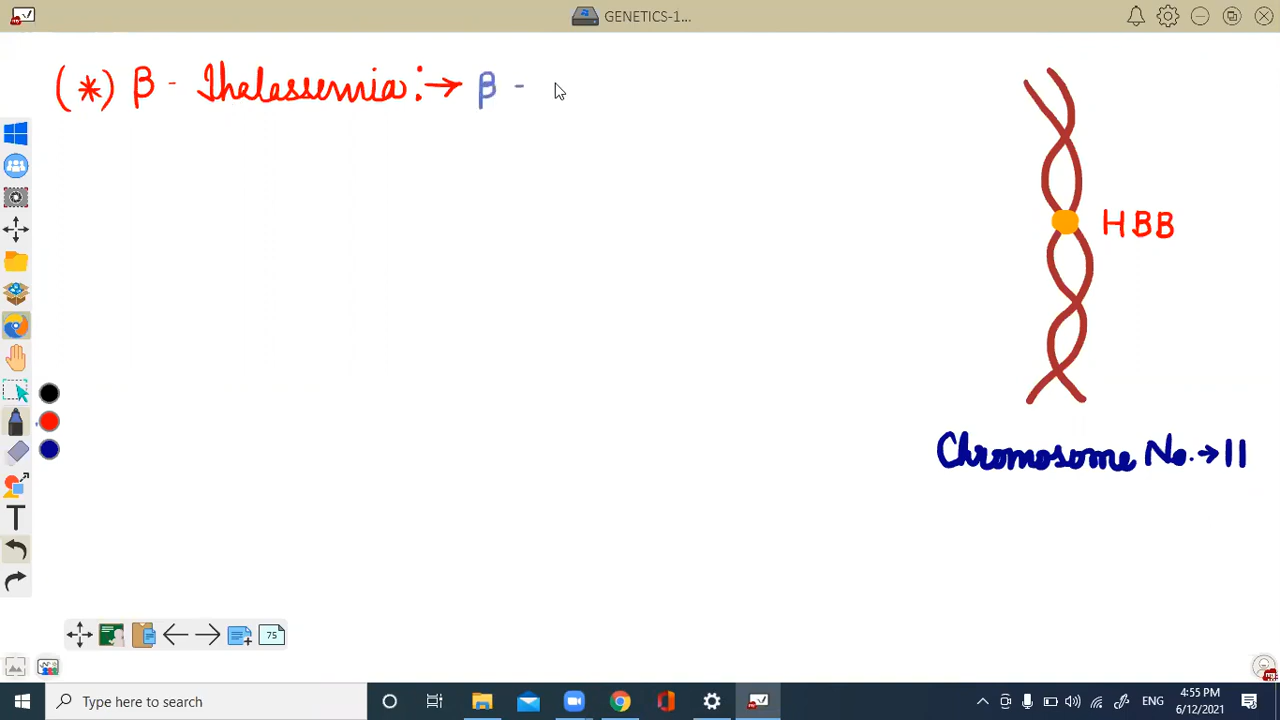 GENETICS-1...
(*) β - Thalassemia :→ β -
HBB
Chromosome No. → 11
T
75
Type here to search
ENG
4:55 PM
6/12/2021